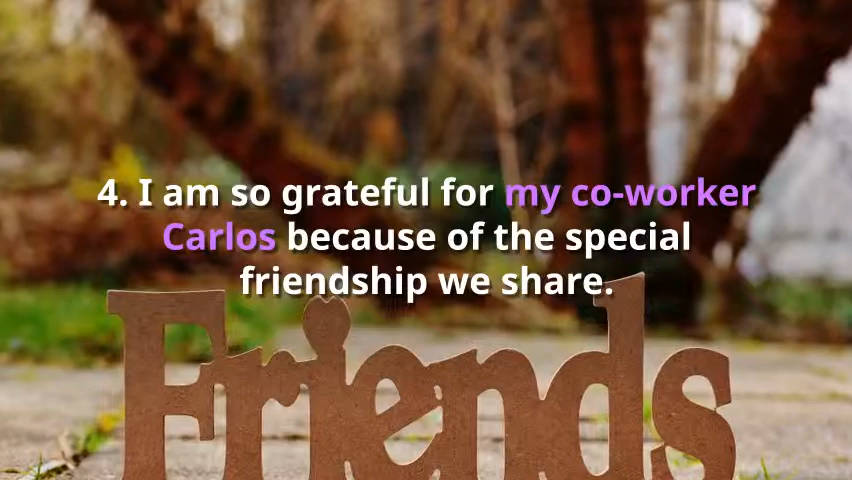 4. I am so grateful for my co-worker
Carlos because of the special
friendship we share.
Friends